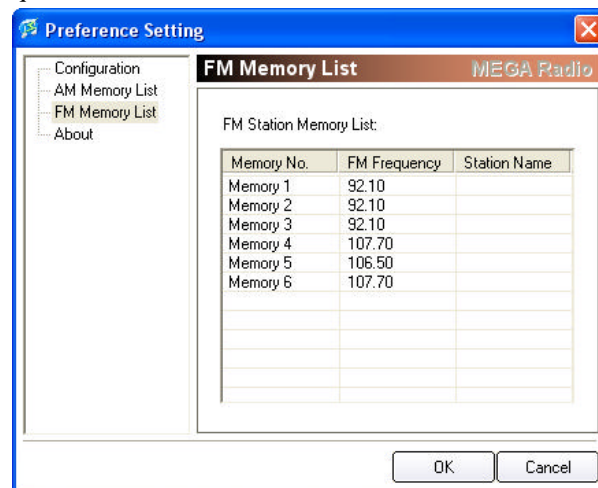 Preference Setting
Configuration
AM Memory List
FM Memory List
About
FM Memory List MEGA Radio
FM Station Memory List:
Memory No. FM Frequency Station Name
Memory 1 92.10
Memory 2 92.10
Memory 3 92.10
Memory 4 107.70
Memory 5 106.50
Memory 6 107.70
OK Cancel